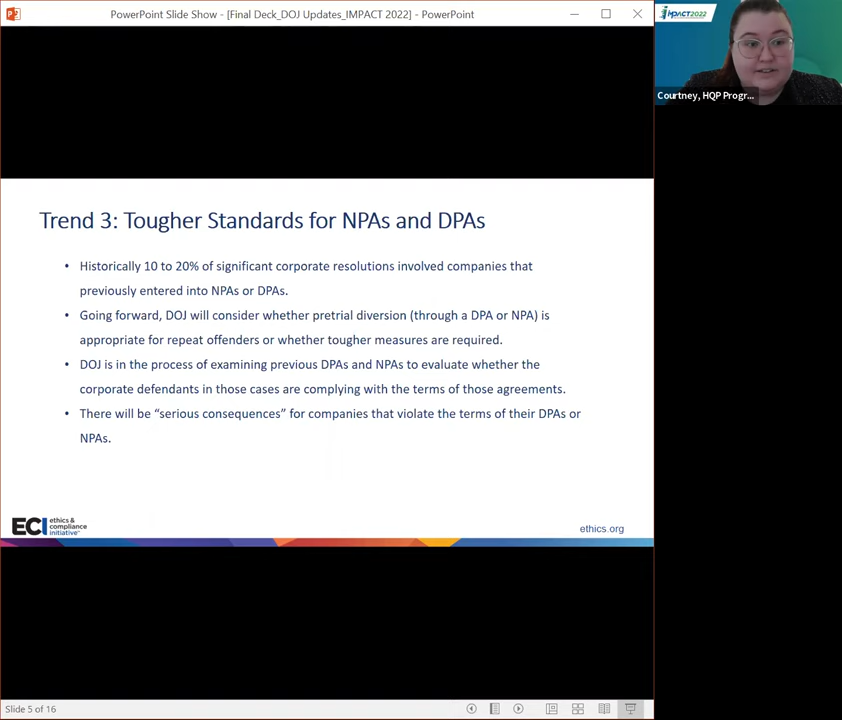 PowerPoint Slide Show - [Final Deck_DOJ Updates_IMPACT 2022] - PowerPoint
IMPACT2022
Courtney, HQP Progr...
Trend 3: Tougher Standards for NPAs and DPAs
• Historically 10 to 20% of significant corporate resolutions involved companies that
previously entered into NPAs or DPAs.
• Going forward, DOJ will consider whether pretrial diversion (through a DPA or NPA) is
appropriate for repeat offenders or whether tougher measures are required.
• DOJ is in the process of examining previous DPAs and NPAs to evaluate whether the
corporate defendants in those cases are complying with the terms of those agreements.
• There will be “serious consequences” for companies that violate the terms of their DPAs or
NPAs.
ECI ethics &
compliance
initiative
ethics.org
Slide 5 of 16